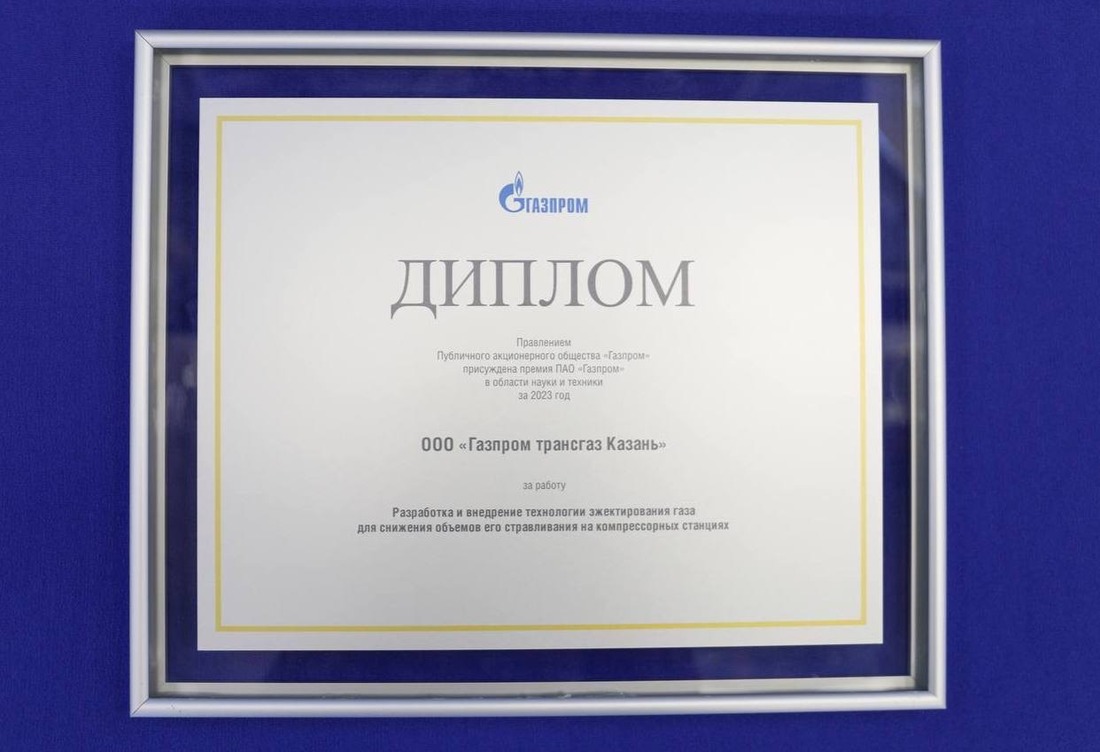 ГАЗПРОМ
ДИПЛОМ
Правлением
Публичного акционерного общества «Газпром»
присуждена премия ПАО «Газпром»
в области науки и техники
за 2023 год
ООО «Газпром трансгаз Казань»
за работу
Разработка и внедрение технологии эжектирования газа
для снижения объемов его стравливания на компрессорных станциях